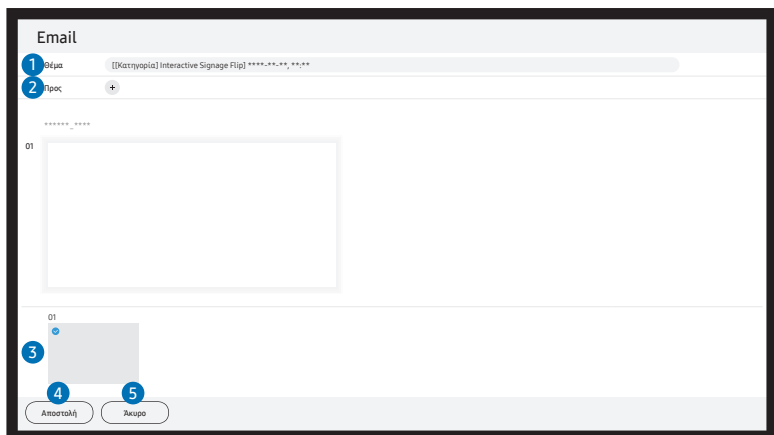 Email
1 Θέμα [[Κατηγορία] Interactive Signage Flip] ****-**-**, **:**
2 Προς +
******_****
01
01
3
4 5
Αποστολή Άκυρο